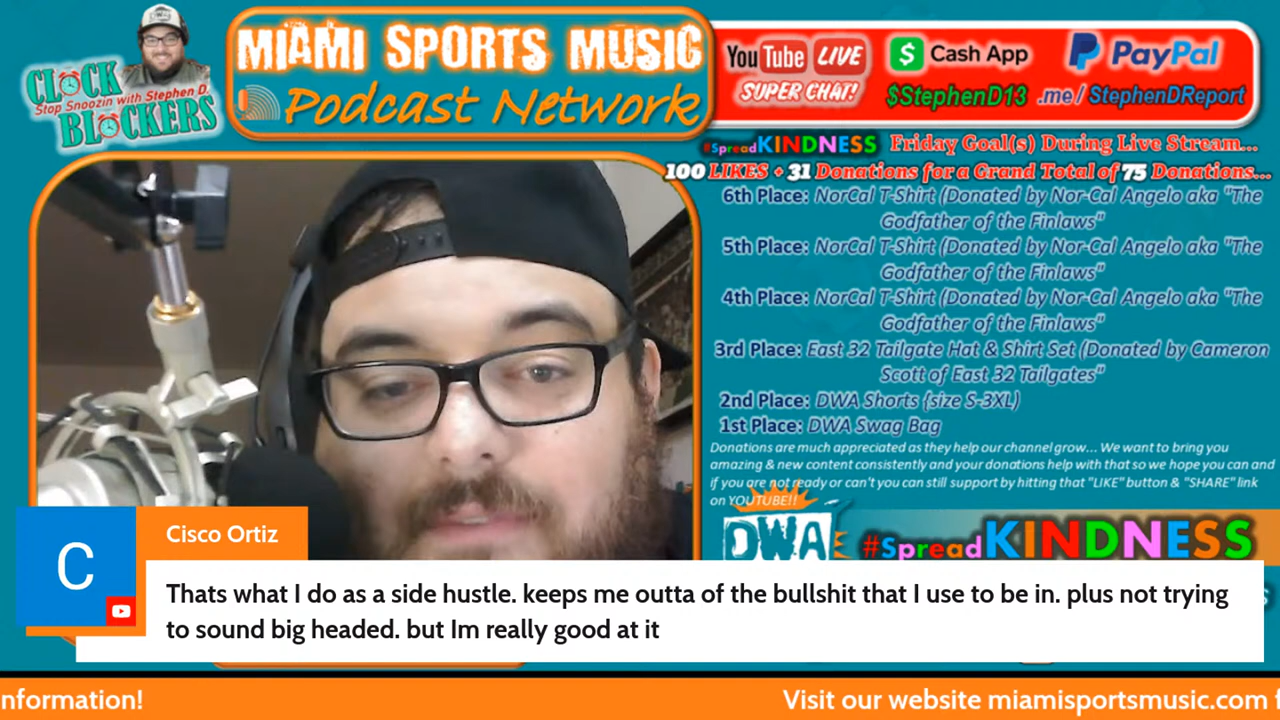 DWA
CLOCK
Stop Snoozin with Stephen D.
BLOCKERS
MIAMI SPORTS MUSIC
Podcast Network
YouTube LIVE
SUPER CHAT!
$ Cash App
$StephenD13
PayPal
.me/StephenDReport
#SpreadKINDNESS Friday Goal(s) During Live Stream...
100 LIKES + 31 Donations for a Grand Total of 75 Donations...
6th Place: NorCal T-Shirt (Donated by Nor-Cal Angelo aka "The
Godfather of the Finlaws"
5th Place: NorCal T-Shirt (Donated by Nor-Cal Angelo aka "The
Godfather of the Finlaws"
4th Place: NorCal T-Shirt (Donated by Nor-Cal Angelo aka "The
Godfather of the Finlaws"
3rd Place: East 32 Tailgate Hat & Shirt Set (Donated by Cameron
Scott of East 32 Tailgates"
2nd Place: DWA Shorts (size S-3XL)
1st Place: DWA Swag Bag
Donations are much appreciated as they help our channel grow... We want to bring you
amazing & new content consistently and your donations help with that so we hope you can and
if you are not ready or can't you can still support by hitting that "LIKE" button & "SHARE" link
on YOUTUBE!!
DWA
#SpreadKINDNESS
C
Cisco Ortiz
Thats what I do as a side hustle. keeps me outta of the bullshit that I use to be in. plus not trying
to sound big headed. but Im really good at it
nformation!
Visit our website miamisportsmusic.com f